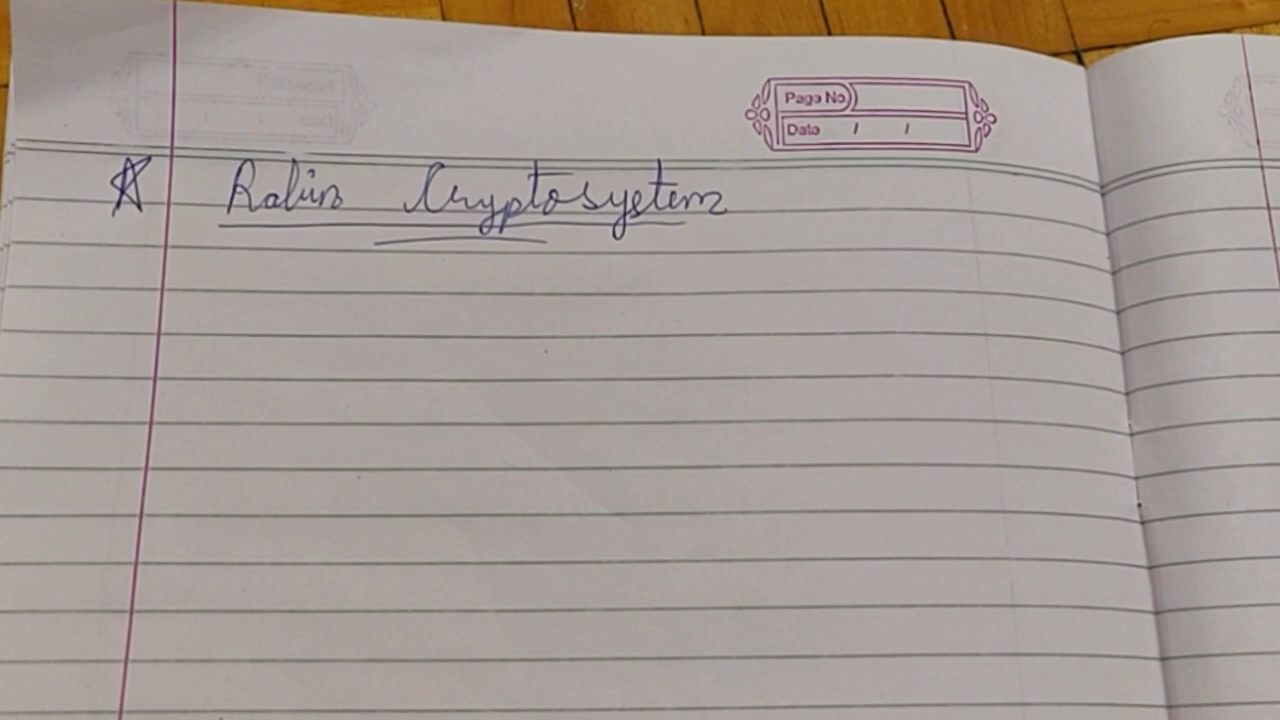 Page No.
Date / /
☆ Rabin Cryptosystem